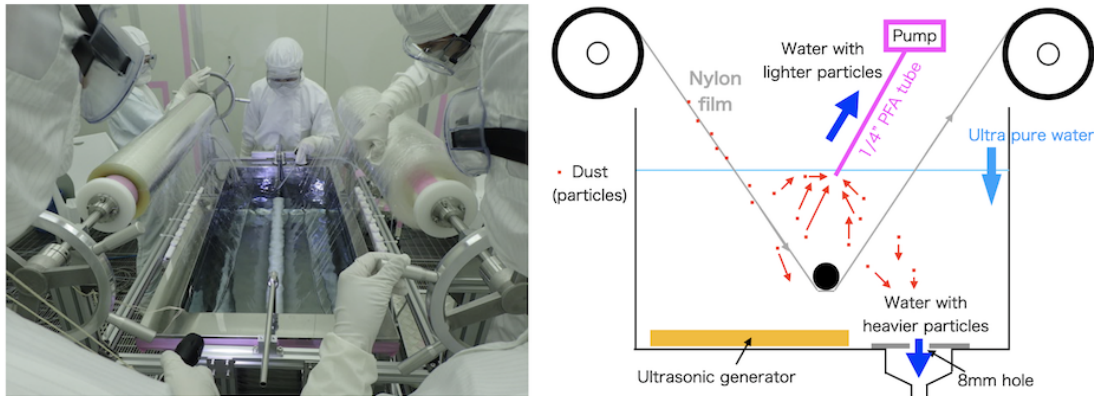 Pump
Water with
lighter particles
Nylon
film
1/4" PFA tube
Ultra pure water
Dust
(particles)
Water with
heavier particles
Ultrasonic generator
8mm hole